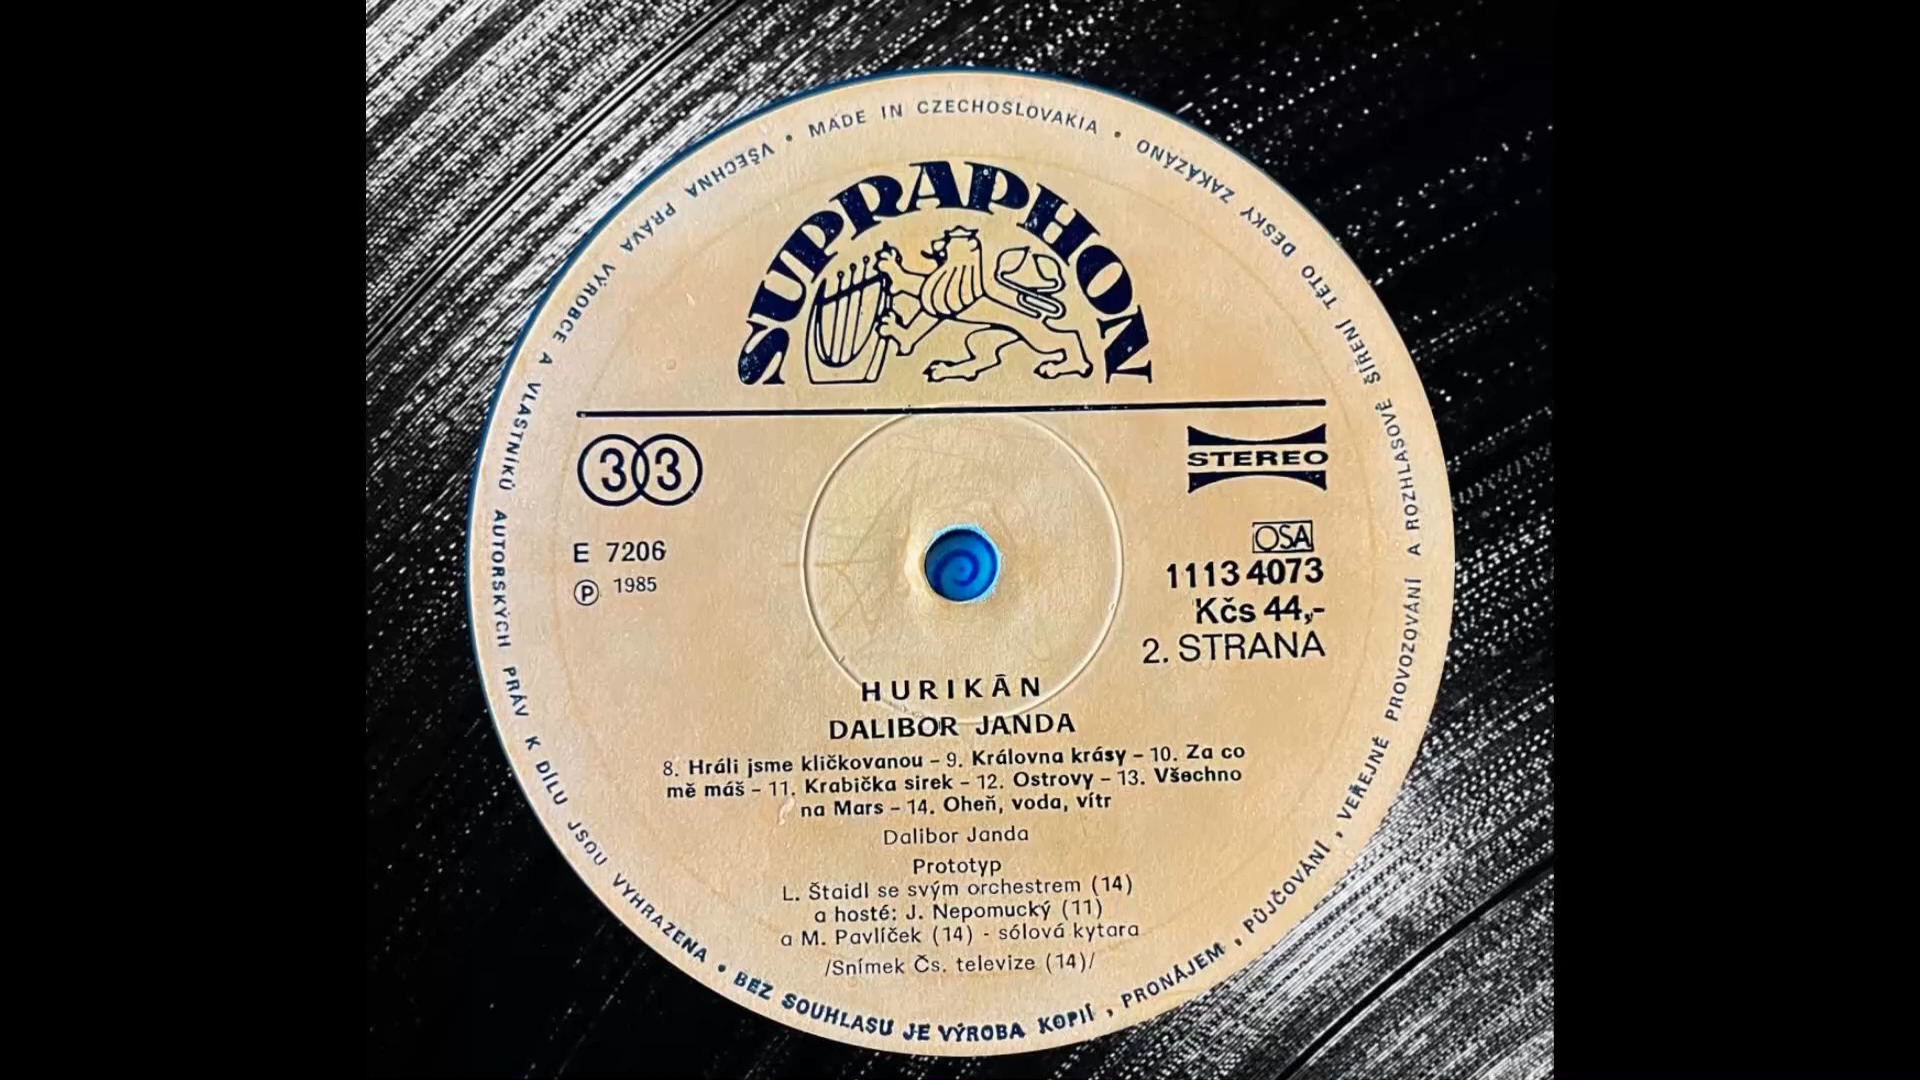 VŠECHNA PRÁVA VÝROBCE A VLASTNÍKŮ AUTORSKÝCH PRÁV K DÍLU JSOU VYHRAZENA • BEZ SOUHLASU JE VÝROBA KOPIÍ, PRONÁJEM, PŮJČOVÁNÍ, VEŘEJNÉ PROVOZOVÁNÍ A ROZHLASOVÉ ŠÍŘENÍ TÉTO DESKY ZAKÁZÁNO • MADE IN CZECHOSLOVAKIA •
SUPRAPHON
33
STEREO
E 7206
Ⓟ 1985
OSA
1113 4073
Kčs 44,-
2. STRANA
HURIKÁN
DALIBOR JANDA
8. Hráli jsme kličkovanou – 9. Královna krásy – 10. Za co
mě máš – 11. Krabička sirek – 12. Ostrovy – 13. Všechno
na Mars – 14. Oheň, voda, vítr
Dalibor Janda
Prototyp
L. Štaidl se svým orchestrem (14)
a hosté: J. Nepomucký (11)
a M. Pavlíček (14) - sólová kytara
/Snímek Čs. televize (14)/